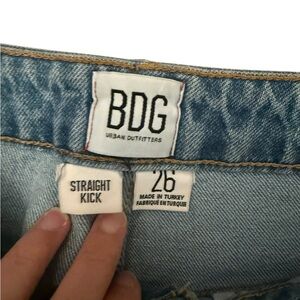 BDG
URBAN OUTFITTERS
STRAIGHT
KICK
26
MADE IN TURKEY
FABRIQUÉ EN TURQUIE